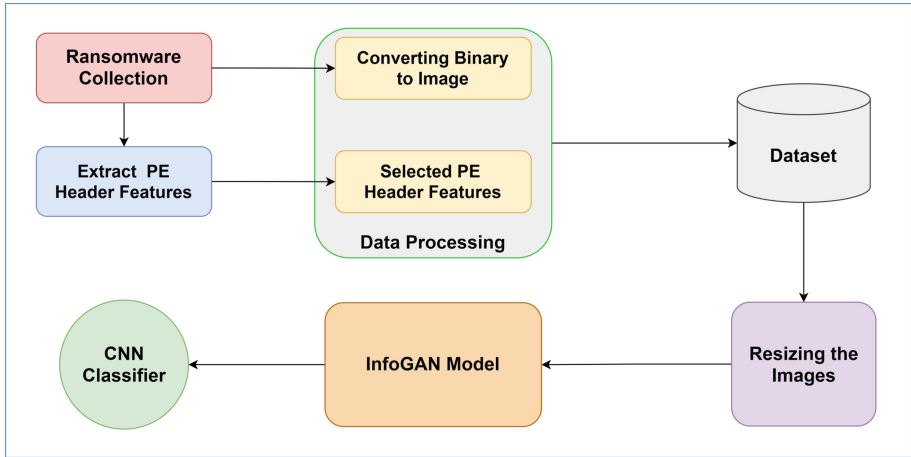 Ransomware
Collection
Converting Binary
to Image
Extract PE
Header Features
Selected PE
Header Features
Data Processing
Dataset
CNN
Classifier
InfoGAN Model
Resizing the
Images